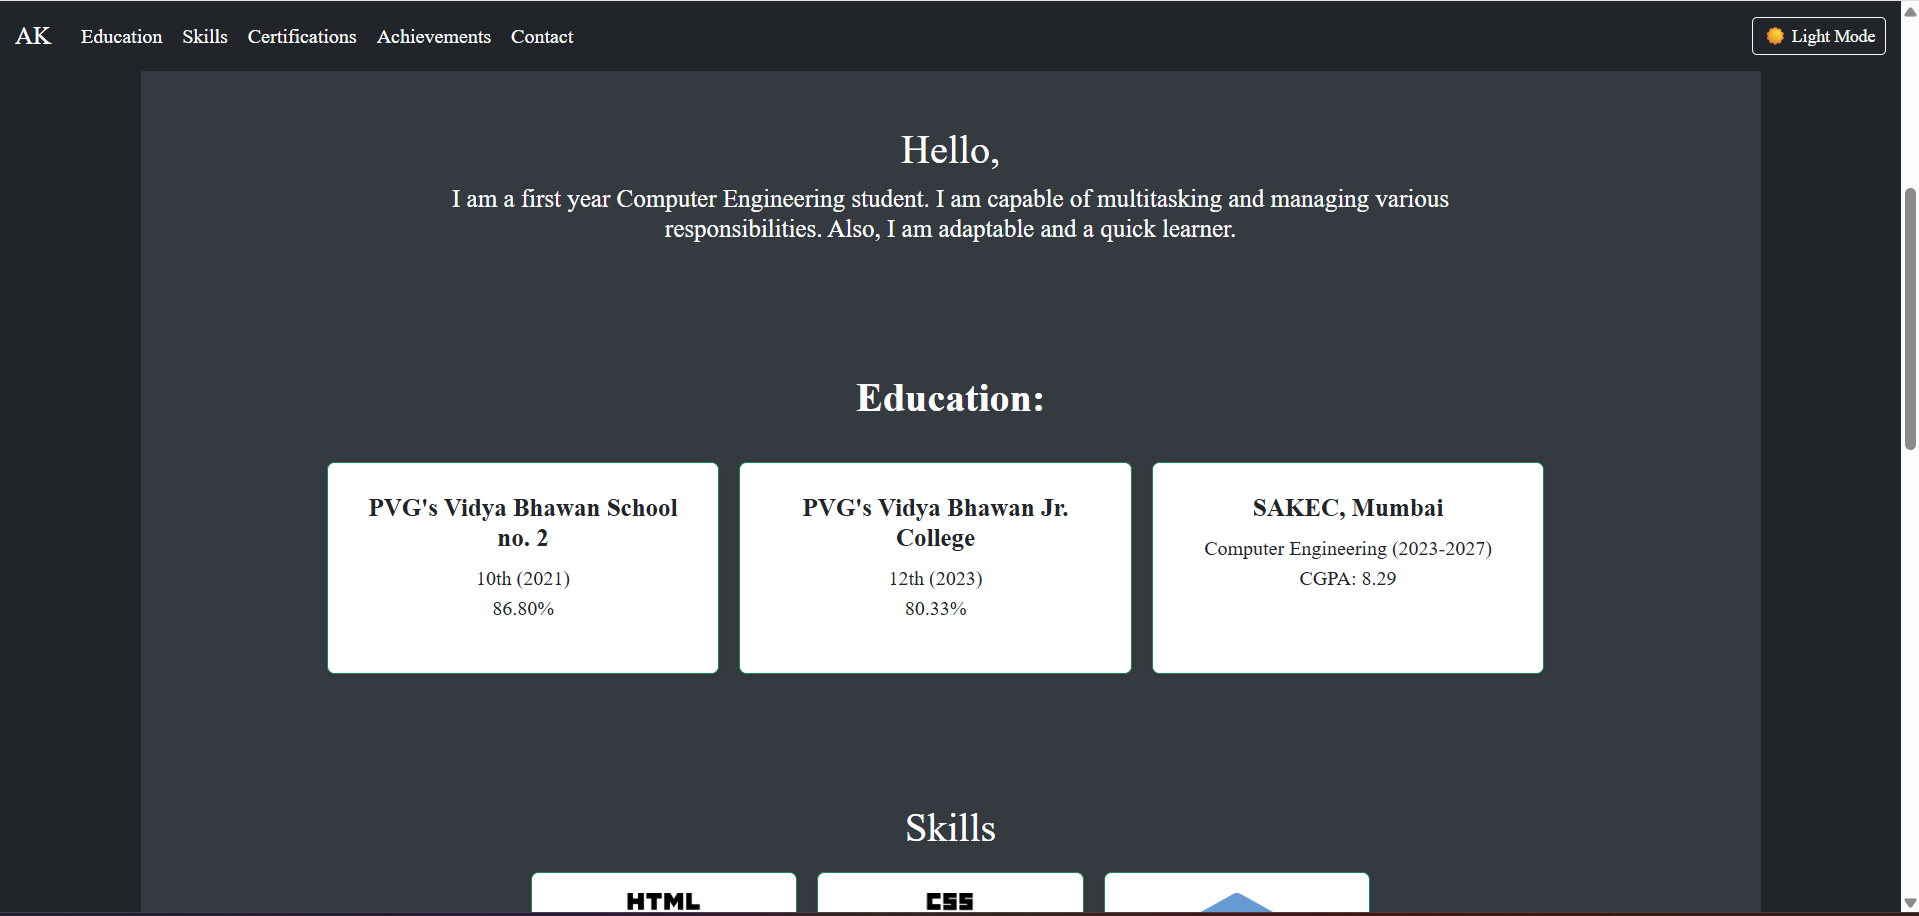 AK Education Skills Certifications Achievements Contact Light Mode
Hello,
I am a first year Computer Engineering student. I am capable of multitasking and managing various
responsibilities. Also, I am adaptable and a quick learner.
Education:
PVG's Vidya Bhawan School
no. 2
10th (2021)
86.80%
PVG's Vidya Bhawan Jr.
College
12th (2023)
80.33%
SAKEC, Mumbai
Computer Engineering (2023-2027)
CGPA: 8.29
Skills
HTML
CSS